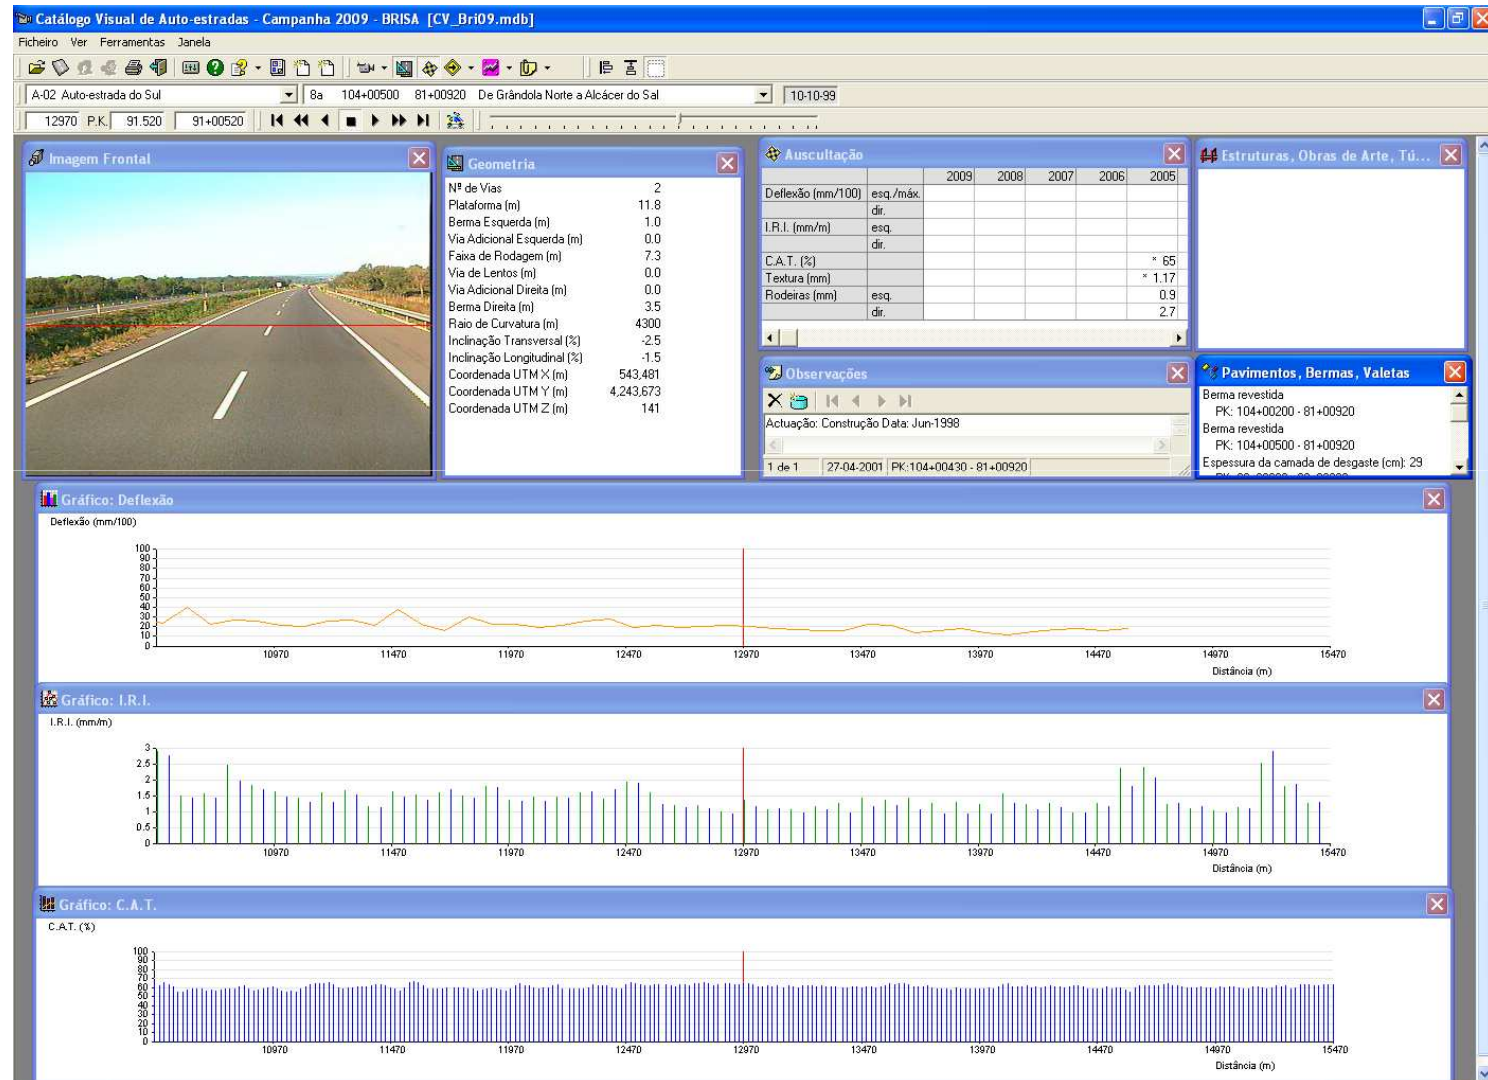 Catálogo Visual de Auto-estradas - Campanha 2009 - BRISA [CV_Bri09.mdb]
Ficheiro Ver Ferramentas Janela
A-02 Auto-estrada do Sul 8a 104+00500 81+00920 De Grândola Norte a Alcácer do Sal 10-10-99
12970 P.K. 91.520 91+00520
Imagem Frontal
Geometria
Nº de Vias 2
Plataforma (m) 11.8
Berma Esquerda (m) 1.0
Via Adicional Esquerda (m) 0.0
Faixa de Rodagem (m) 7.3
Via de Lentos (m) 0.0
Via Adicional Direita (m) 0.0
Berma Direita (m) 3.5
Raio de Curvatura (m) 4300
Inclinação Transversal (%) -2.5
Inclinação Longitudinal (%) -1.5
Coordenada UTM X (m) 543,481
Coordenada UTM Y (m) 4,243,673
Coordenada UTM Z (m) 141
Auscultação
2009 2008 2007 2006 2005
Deflexão (mm/100) esq./máx.
dir.
I.R.I. (mm/m) esq.
dir.
C.A.T. (%) * 65
Textura (mm) * 1.17
Rodeiras (mm) esq. 0.9
dir. 2.7
Estruturas, Obras de Arte, Tú...
Observações
Actuação: Construção Data: Jun-1998
1 de 1 27-04-2001 PK:104+00430 - 81+00920
Pavimentos, Bermas, Valetas
Berma revestida
PK: 104+00200 - 81+00920
Berma revestida
PK: 104+00500 - 81+00920
Espessura da camada de desgaste (cm): 29
Gráfico: Deflexão
Deflexão (mm/100)
100
90
80
70
60
50
40
30
20
10
0
10970 11470 11970 12470 12970 13470 13970 14470 14970 15470
Distância (m)
Gráfico: I.R.I.
I.R.I. (mm/m)
3
2.5
2
1.5
1
0.5
0
10970 11470 11970 12470 12970 13470 13970 14470 14970 15470
Distância (m)
Gráfico: C.A.T.
C.A.T. (%)
100
90
80
70
60
50
40
30
20
10
0
10970 11470 11970 12470 12970 13470 13970 14470 14970 15470
Distância (m)